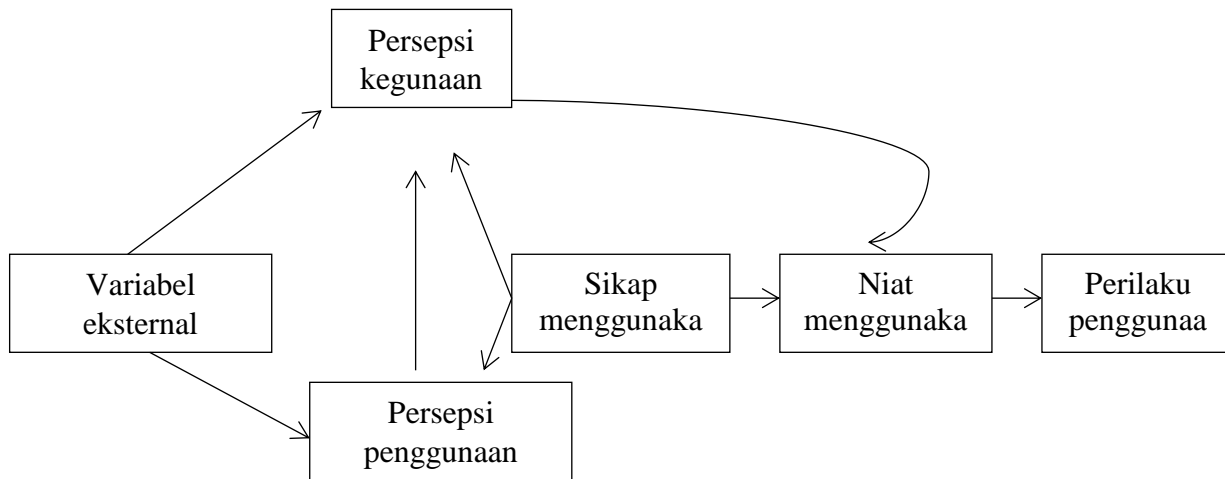 Persepsi
kegunaan
Variabel
eksternal
Sikap
menggunaka
Niat
menggunaka
Perilaku
penggunaa
Persepsi
penggunaan